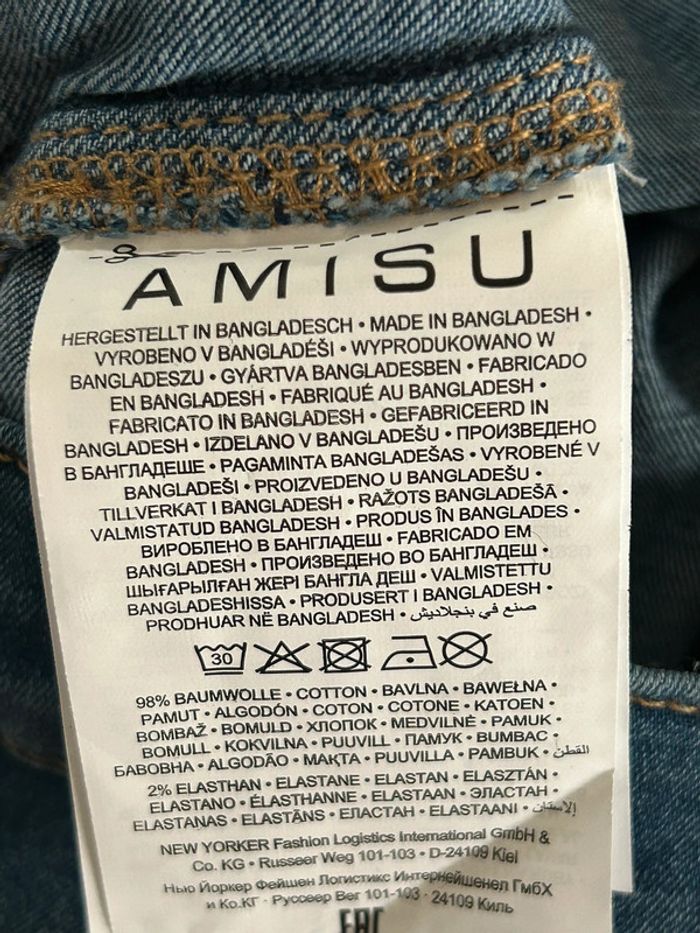 AMISU
HERGESTELLT IN BANGLADESCH • MADE IN BANGLADESH •
VYROBENO V BANGLADÉŠI • WYPRODUKOWANO W
BANGLADESZU • GYÁRTVA BANGLADESBEN • FABRICADO
EN BANGLADESH • FABRIQUÉ AU BANGLADESH •
FABRICATO IN BANGLADESH • GEFABRICEERD IN
BANGLADESH • IZDELANO V BANGLADEŠU • ПРОИЗВЕДЕНО
В БАНГЛАДЕШЕ • PAGAMINTA BANGLADEŠAS • VYROBENÉ V
BANGLADEŠI • PROIZVEDENO U BANGLADEŠU •
TILLVERKAT I BANGLADESH • RAŽOTS BANGLADEŠĀ •
VALMISTATUD BANGLADESH • PRODUS ÎN BANGLADES •
ВИРОБЛЕНО В БАНГЛАДЕШ • FABRICADO EM
BANGLADESH • ПРОИЗВЕДЕНО ВО БАНГЛАДЕШ •
ШЫҒАРЫЛҒАН ЖЕРІ БАНГЛА ДЕШ • VALMISTETTU
BANGLADESHISSA • PRODUSERT I BANGLADESH •
PRODHUAR NË BANGLADESH • صنع في بنجلاديش •
30
98% BAUMWOLLE • COTTON • BAVLNA • BAWEŁNA •
PAMUT • ALGODÓN • COTON • COTONE • KATOEN •
BOMBAŽ • BOMULD • ХЛОПОК • MEDVILNĖ • PAMUK •
BOMULL • KOKVILNA • PUUVILL • ПАМУК • BUMBAC •
БАВОВНА • ALGODÃO • МАҚТА • PUUVILLA • PAMBUK • القطن
2% ELASTHAN • ELASTANE • ELASTAN • ELASZTÁN •
ELASTANO • ÉLASTHANNE • ELASTAAN • ЭЛАСТАН •
ELASTANAS • ELASTĀNS • ЕЛАСТАН • ELASTAANI •
NEW YORKER Fashion Logistics International GmbH &
Co. KG • Russeer Weg 101-103 • D-24109 Kiel
Нью Йоркер Фейшен Логистикс Интернейшенел ГмбХ
и Ко.КГ • Руссеер Вег 101-103 • 24109 Киль
EAC